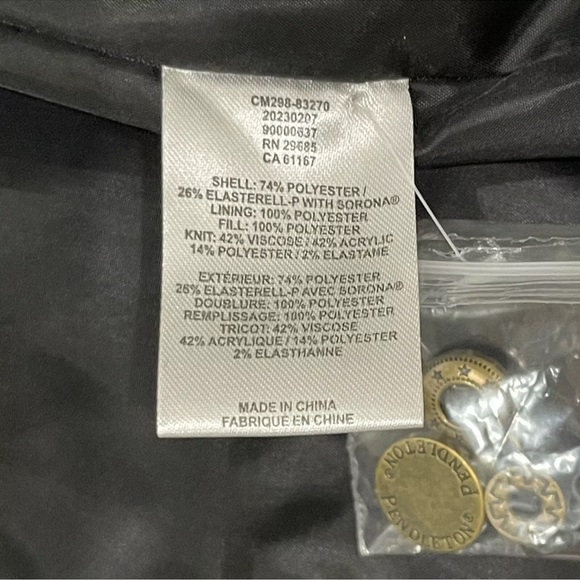 CM298-83270
20230207
90000637
RN 29685
CA 61167
SHELL: 74% POLYESTER /
26% ELASTERELL-P WITH SORONA®
LINING: 100% POLYESTER
FILL: 100% POLYESTER
KNIT: 42% VISCOSE / 42% ACRYLIC
14% POLYESTER / 2% ELASTANE
EXTÉRIEUR: 74% POLYESTER
26% ELASTERELL-P AVEC SORONA®
DOUBLURE: 100% POLYESTER
REMPLISSAGE: 100% POLYESTER
TRICOT: 42% VISCOSE
42% ACRYLIQUE / 14% POLYESTER
2% ELASTHANNE
MADE IN CHINA
FABRIQUÉ EN CHINE
PENDLETON®
PENDLETON®